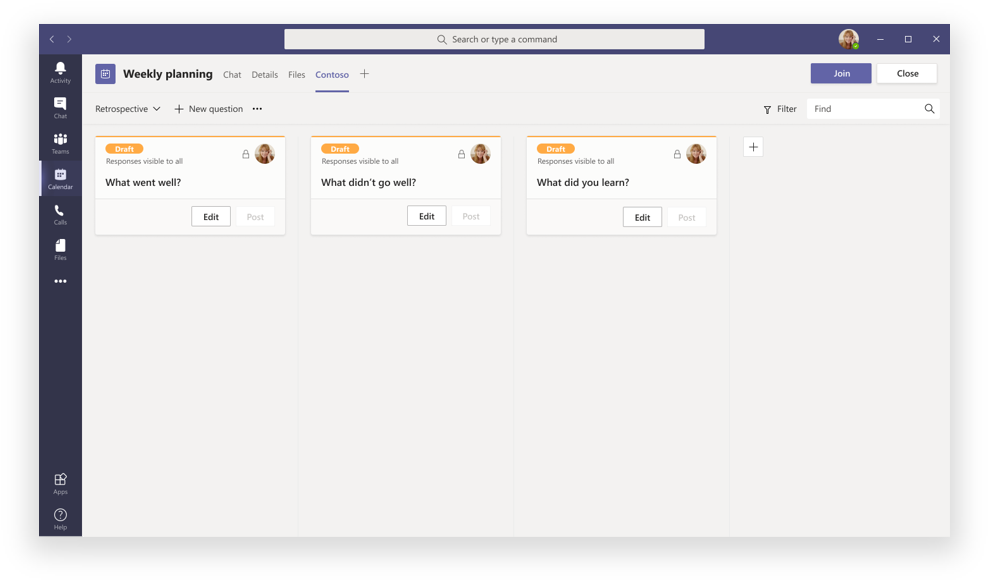 Search or type a command
Weekly planning Chat Details Files Contoso
Join Close
Retrospective New question
Filter Find
Activity
Chat
Teams
Calendar
Calls
Files
Apps
Help
Draft
Responses visible to all
What went well?
Edit Post
Draft
Responses visible to all
What didn't go well?
Edit Post
Draft
Responses visible to all
What did you learn?
Edit Post